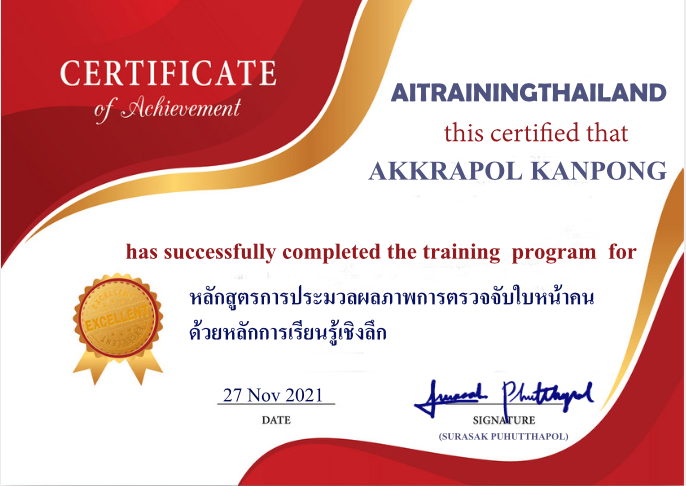 CERTIFICATE
of Achievement
AITRAININGTHAILAND
this certified that
AKKRAPOL KANPONG
has successfully completed the training program for
หลักสูตรการประมวลผลภาพการตรวจจับใบหน้าคน
ด้วยหลักการเรียนรู้เชิงลึก
EXCELLENT
27 Nov 2021
DATE
Surasak Phutthapol
SIGNATURE
(SURASAK PUHUTTHAPOL)